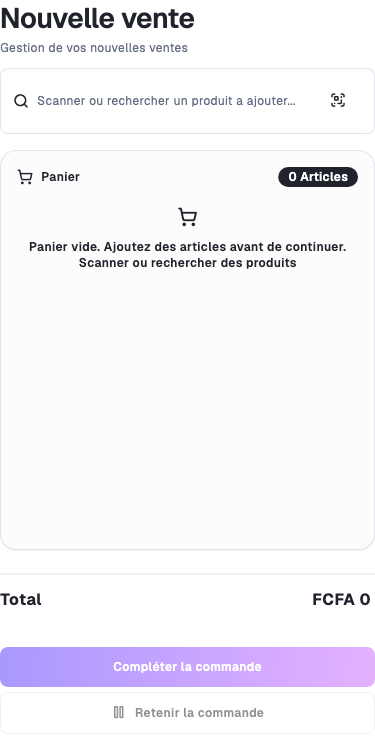 Nouvelle vente
Gestion de vos nouvelles ventes
Scanner ou rechercher un produit a ajouter...
Panier
0 Articles
Panier vide. Ajoutez des articles avant de continuer.
Scanner ou rechercher des produits
Total
FCFA 0
Compléter la commande
Retenir la commande